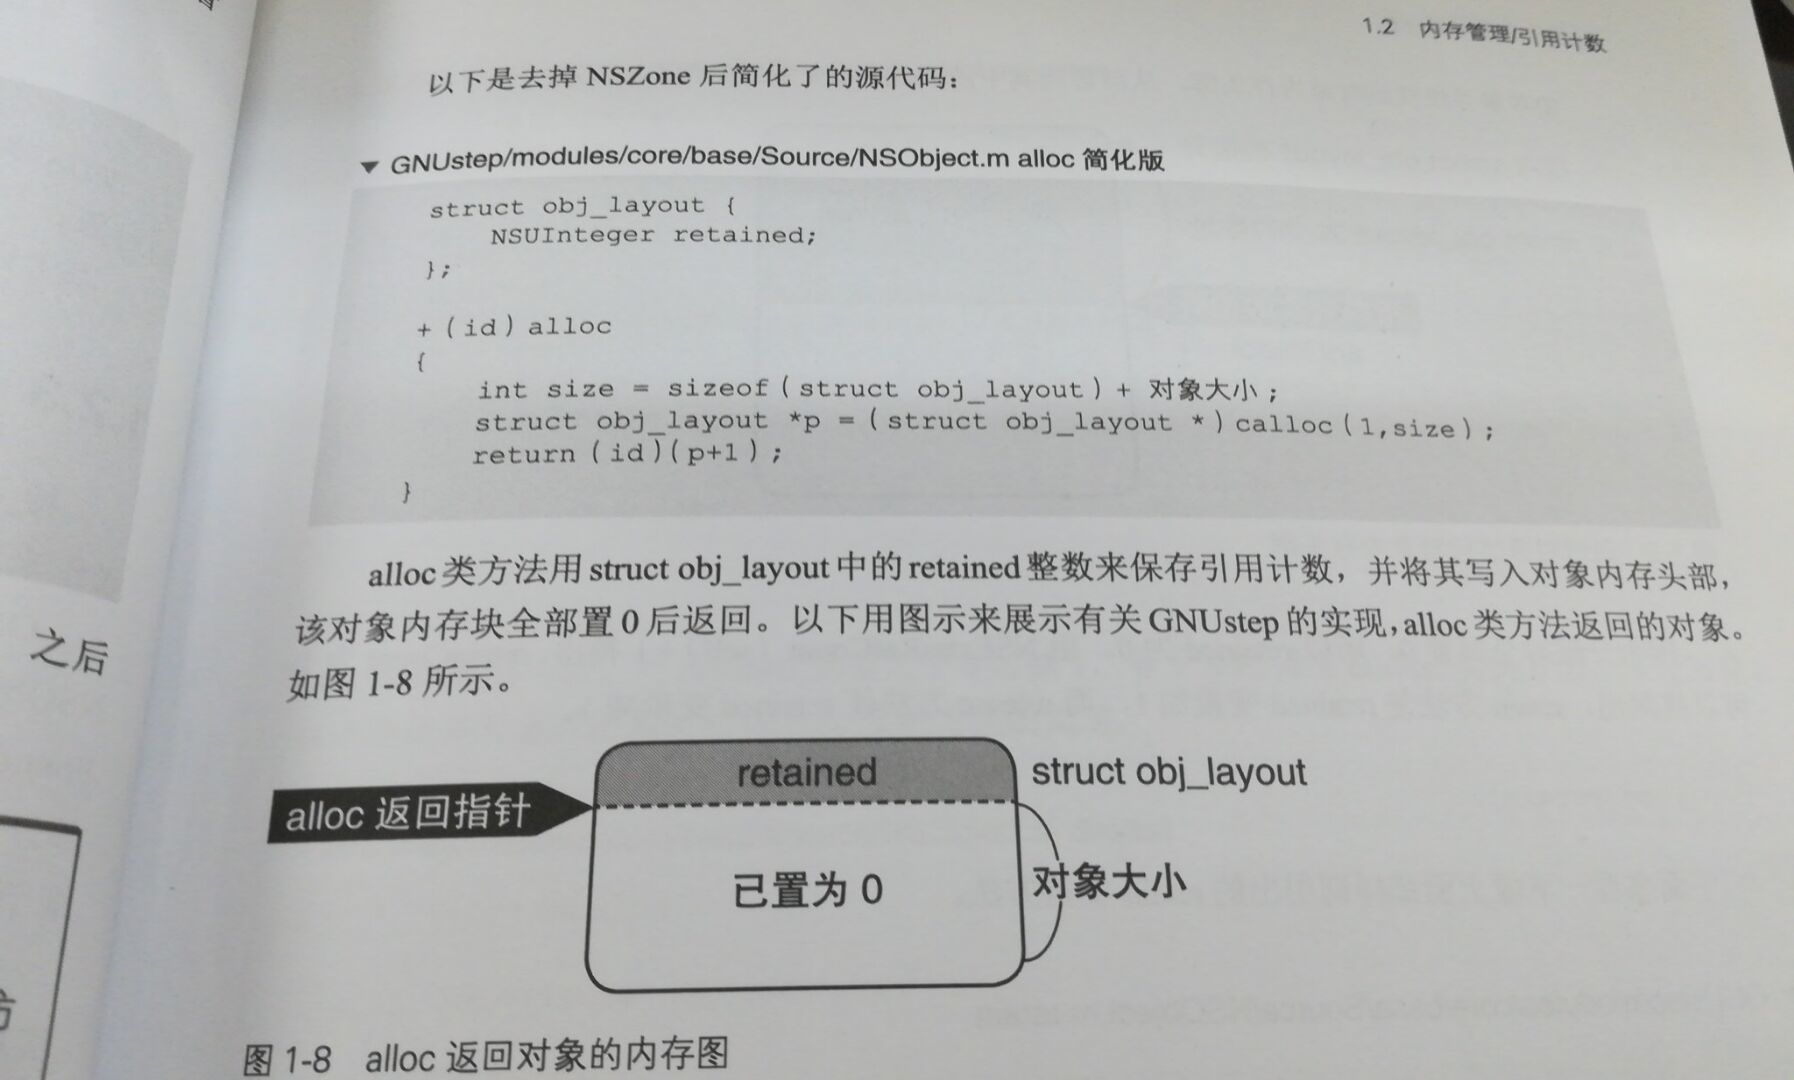 1.2 内存管理/引用计数
以下是去掉 NSZone 后简化了的源代码：
▼ GNUstep/modules/core/base/Source/NSObject.m alloc 简化版
struct obj_layout {
NSUInteger retained;
};
+ (id) alloc
{
int size = sizeof (struct obj_layout) + 对象大小;
struct obj_layout *p = (struct obj_layout *) calloc (1,size);
return (id)(p+1);
}
alloc 类方法用 struct obj_layout 中的 retained 整数来保存引用计数，并将其写入对象内存头部，
该对象内存块全部置 0 后返回。以下用图示来展示有关 GNUstep 的实现,alloc 类方法返回的对象。
如图 1-8 所示。
之后
retained
struct obj_layout
alloc 返回指针
已置为 0
对象大小
图 1-8 alloc 返回对象的内存图